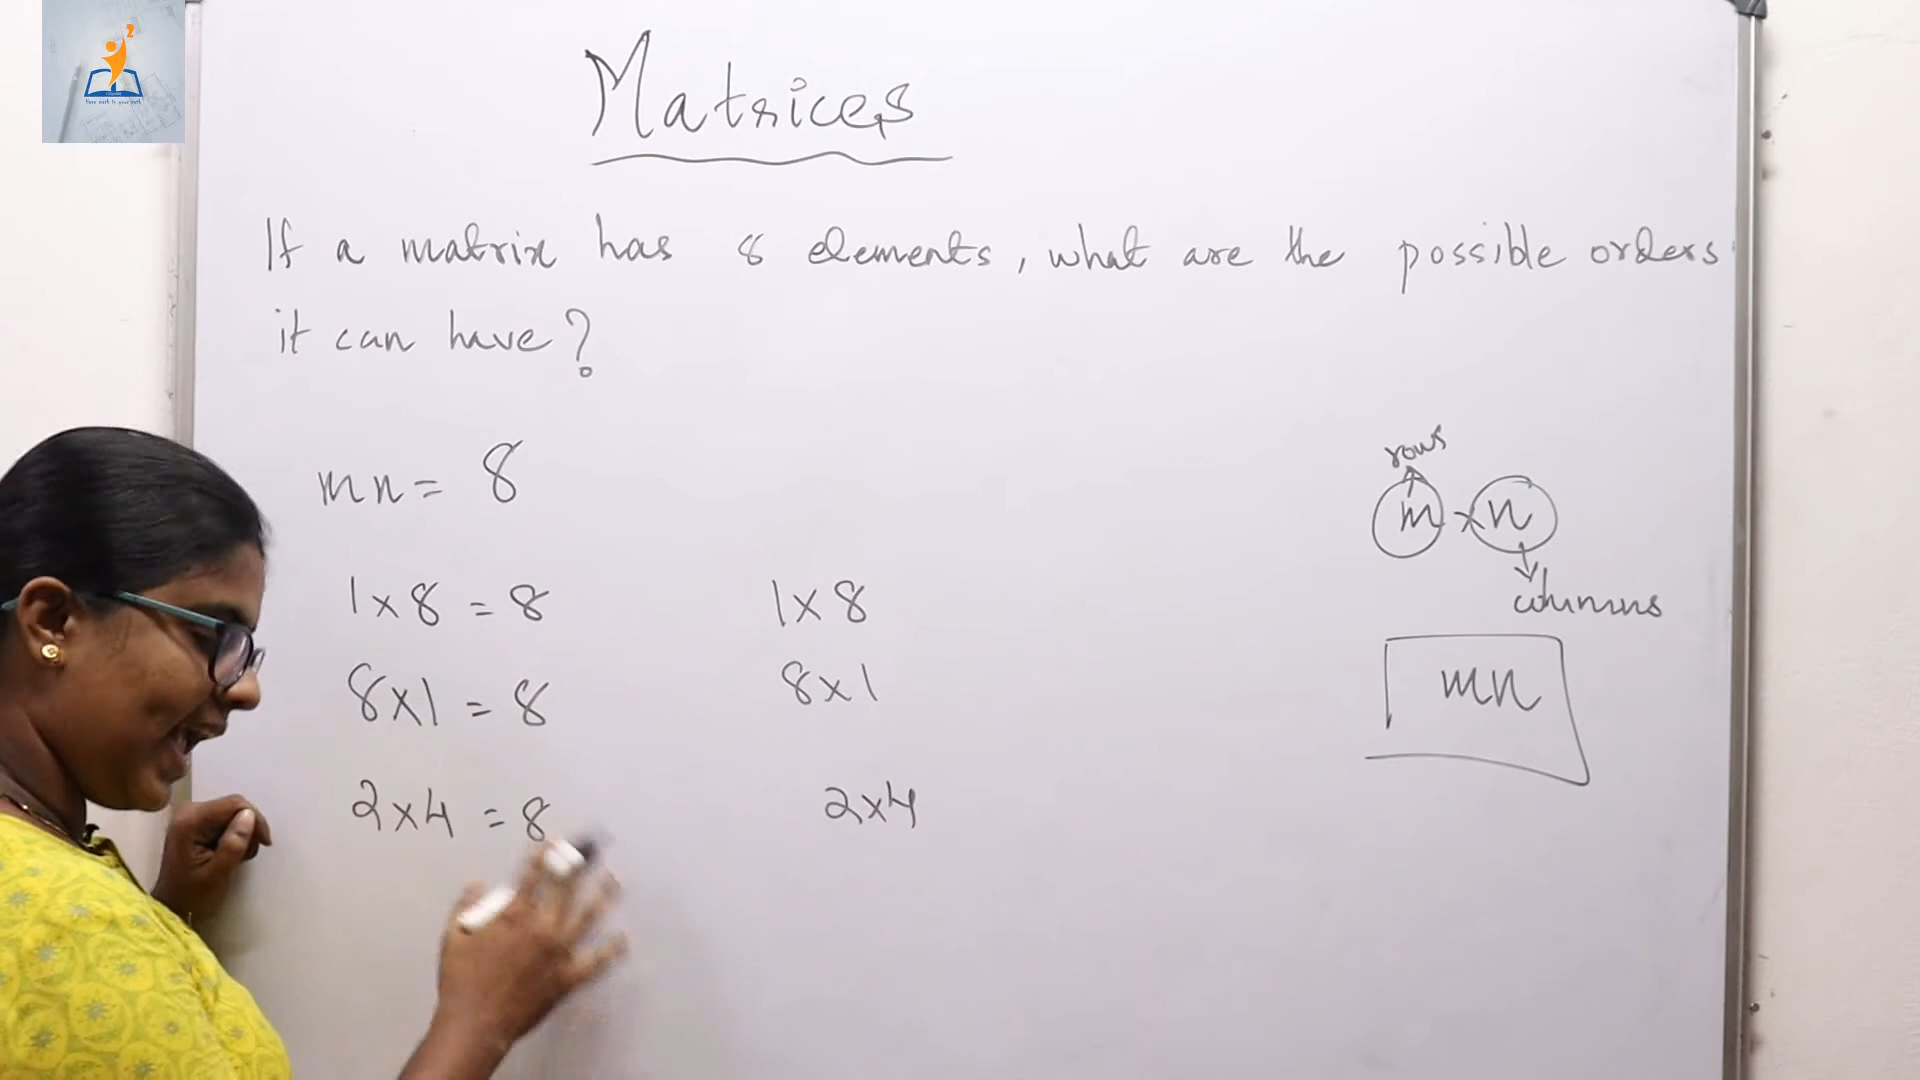 Matrices
If a matrix has 8 elements, what are the possible orders
it can have?
mn = 8
1 x 8 = 8
8 x 1 = 8
2 x 4 = 8
1 x 8
8 x 1
2 x 4
rows
m x n
columns
mn
2